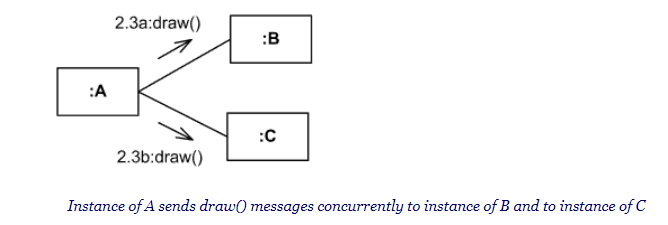 2.3a:draw()
:B
:A
:C
2.3b:draw()
Instance of A sends draw() messages concurrently to instance of B and to instance of C